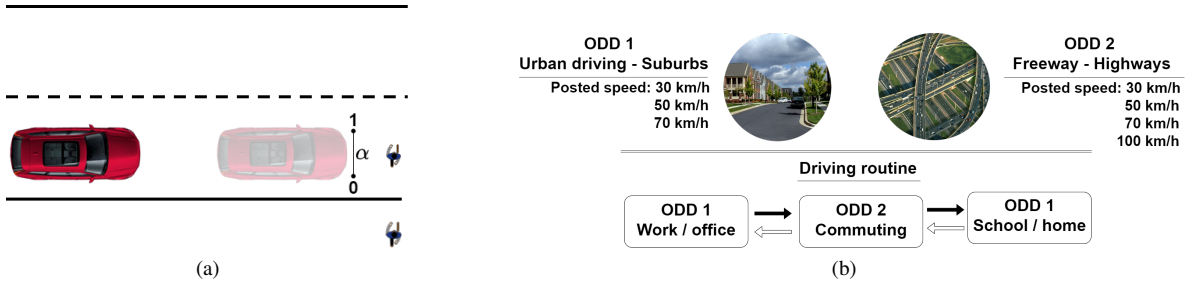 1
α
0
(a)
ODD 1
Urban driving - Suburbs
Posted speed: 30 km/h
50 km/h
70 km/h
ODD 2
Freeway - Highways
Posted speed: 30 km/h
50 km/h
70 km/h
100 km/h
Driving routine
ODD 1
Work / office
ODD 2
Commuting
ODD 1
School / home
(b)